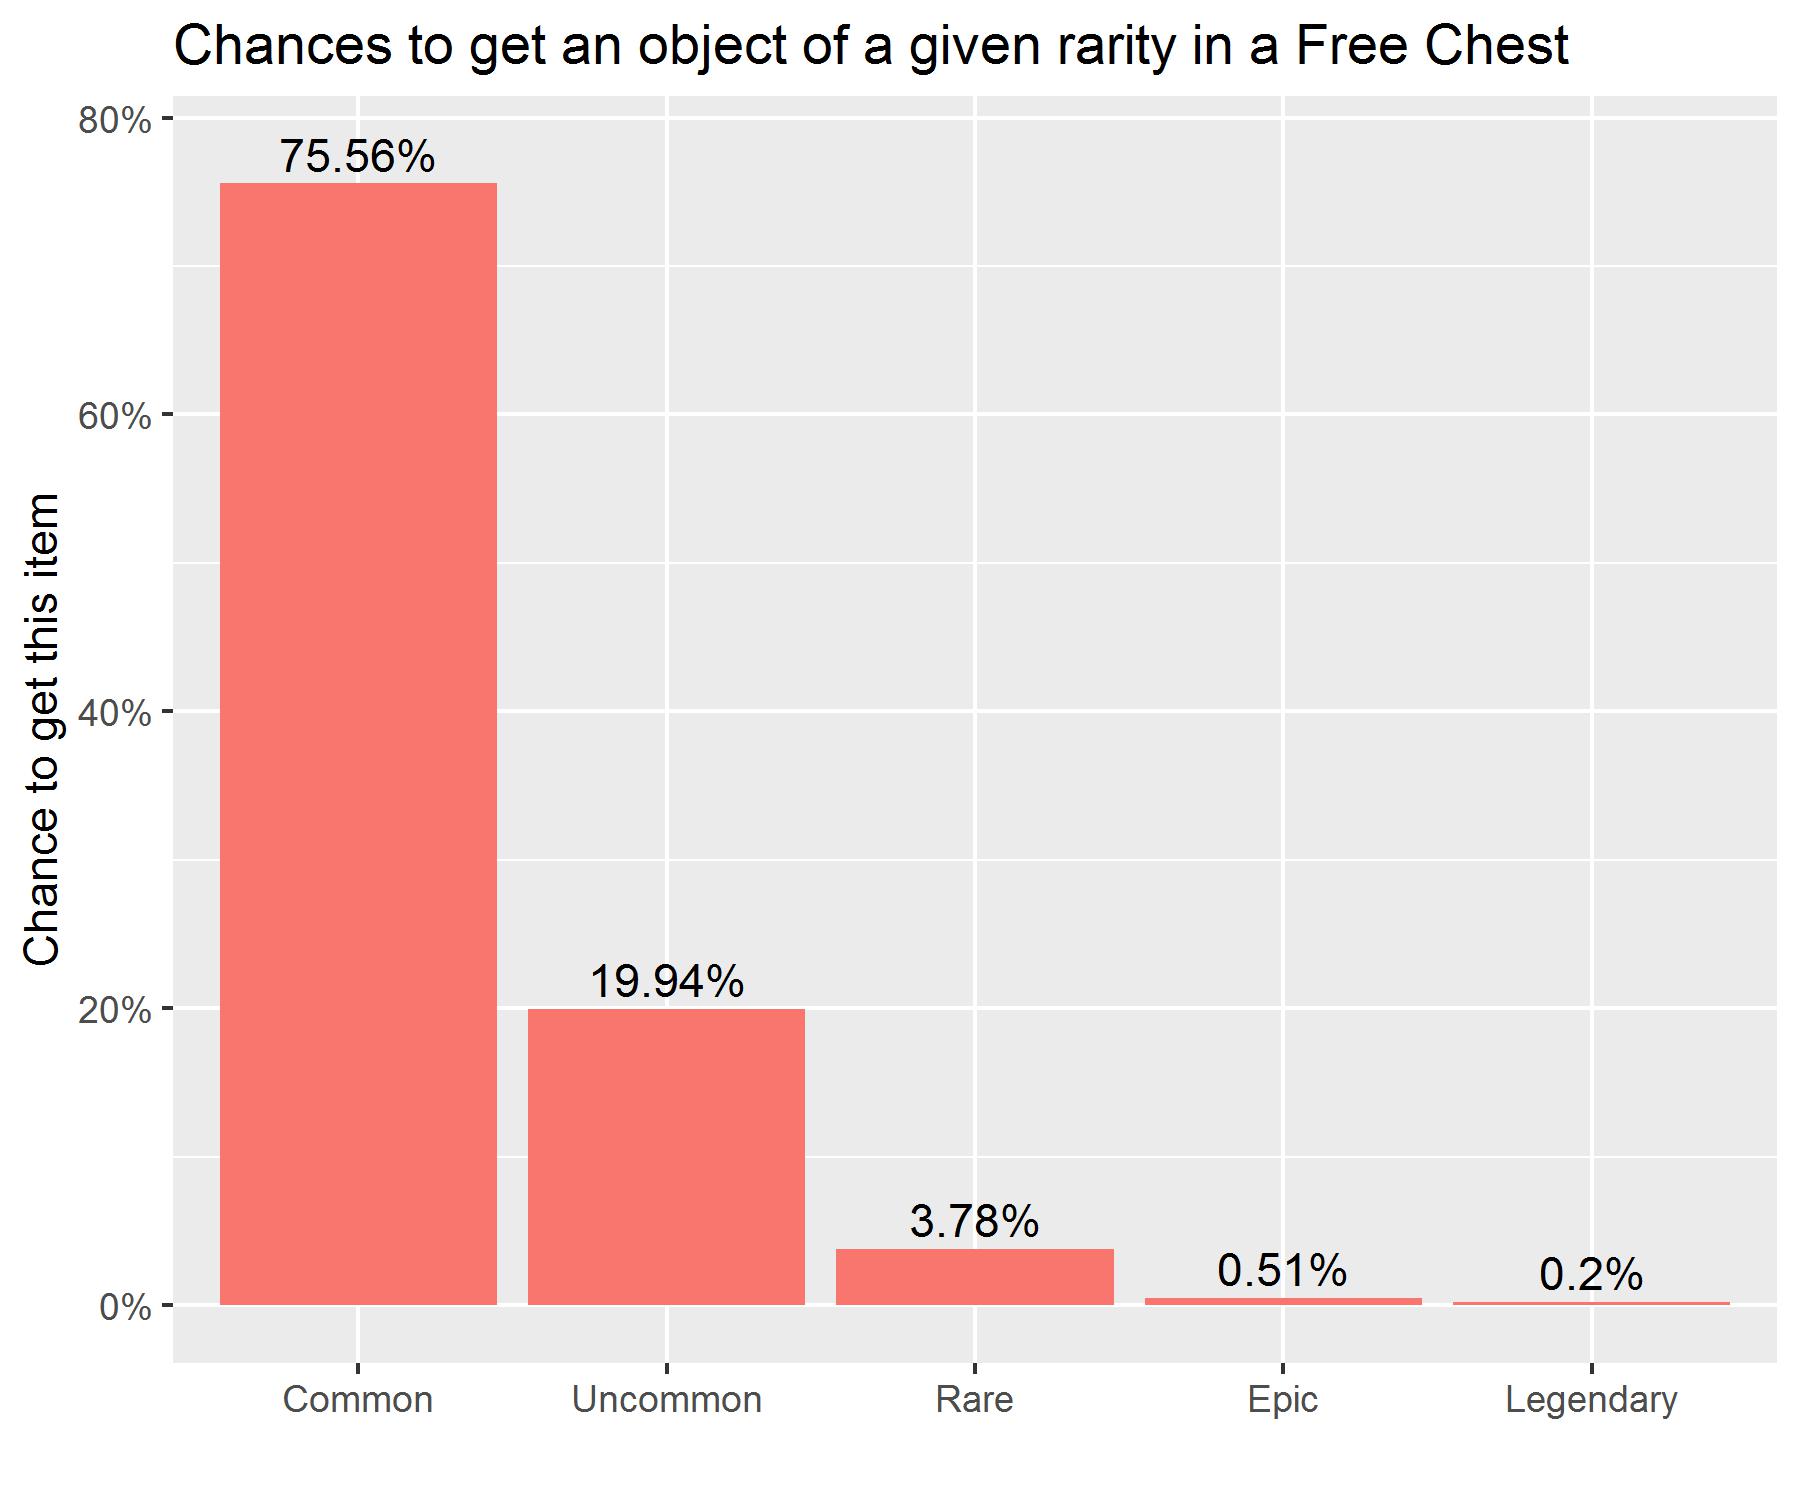 Chances to get an object of a given rarity in a Free Chest
Chance to get this item
80%
60%
40%
20%
0%
75.56%
19.94%
3.78%
0.51%
0.2%
Common
Uncommon
Rare
Epic
Legendary